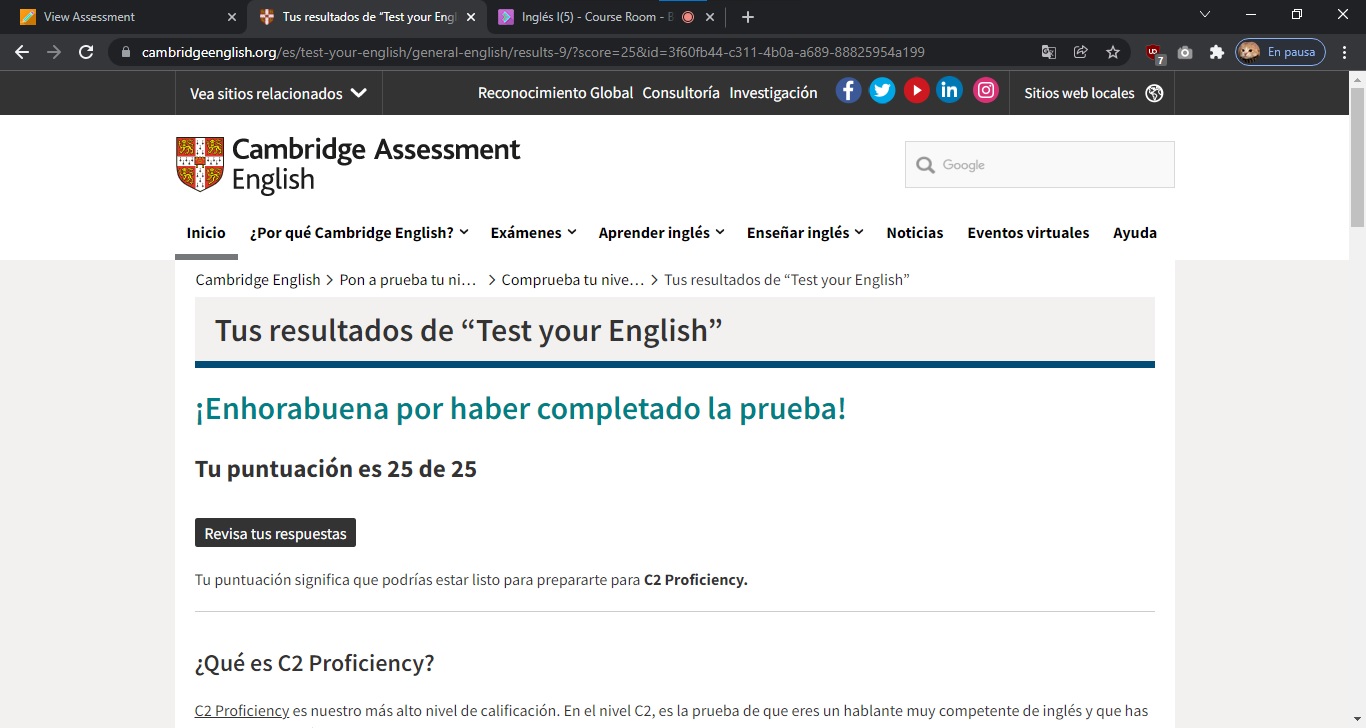 View Assessment
Tus resultados de “Test your Engl
Inglés I(5) - Course Room - B
cambridgeenglish.org/es/test-your-english/general-english/results-9/?score=25&id=3f60fb44-c311-4b0a-a689-88825954a199
7
En pausa
Vea sitios relacionados
Reconocimiento Global Consultoría Investigación
Sitios web locales
Cambridge Assessment
English
Google
Inicio ¿Por qué Cambridge English? Exámenes Aprender inglés Enseñar inglés Noticias Eventos virtuales Ayuda
Cambridge English > Pon a prueba tu ni... > Comprueba tu nive... > Tus resultados de “Test your English”
Tus resultados de “Test your English”
¡Enhorabuena por haber completado la prueba!
Tu puntuación es 25 de 25
Revisa tus respuestas
Tu puntuación significa que podrías estar listo para prepararte para C2 Proficiency.
¿Qué es C2 Proficiency?
C2 Proficiency es nuestro más alto nivel de calificación. En el nivel C2, es la prueba de que eres un hablante muy competente de inglés y que has